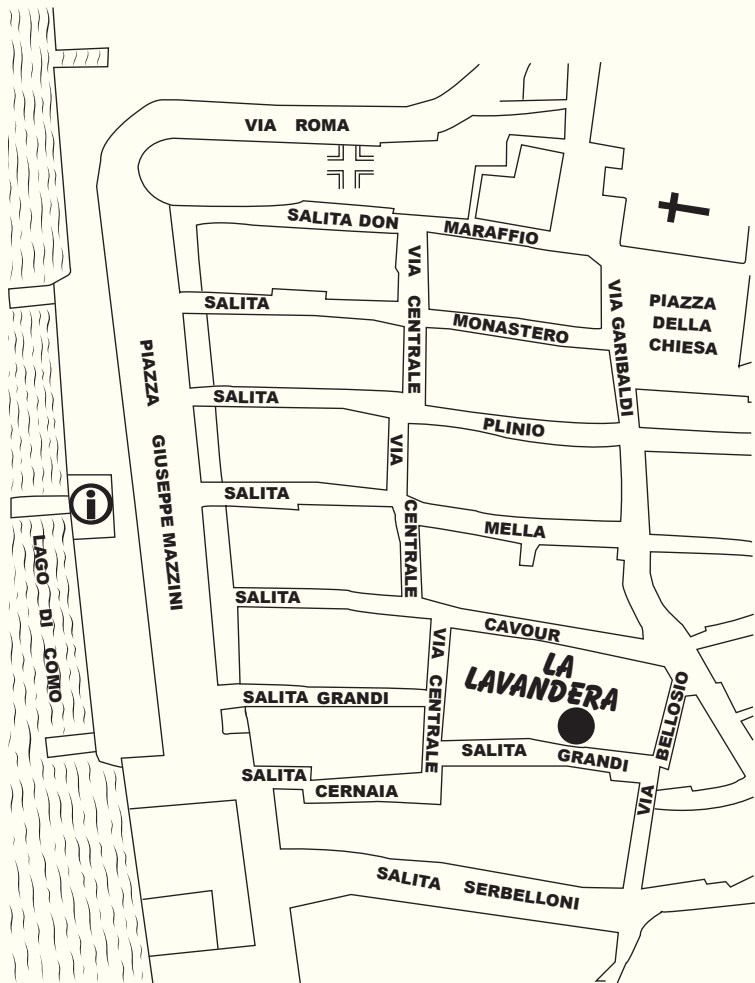 VIA ROMA
SALITA DON MARAFFIO
VIA CENTRALE
SALITA MONASTERO
VIA GARIBALDI
PIAZZA
DELLA
CHIESA
PIAZZA GIUSEPPE MAZZINI
SALITA PLINIO
VIA CENTRALE
SALITA MELLA
i
LAGO DI COMO
SALITA CAVOUR
VIA CENTRALE
LA
LAVANDERA
SALITA GRANDI
SALITA GRANDI
VIA BELLOSIO
SALITA CERNAIA
SALITA SERBELLONI